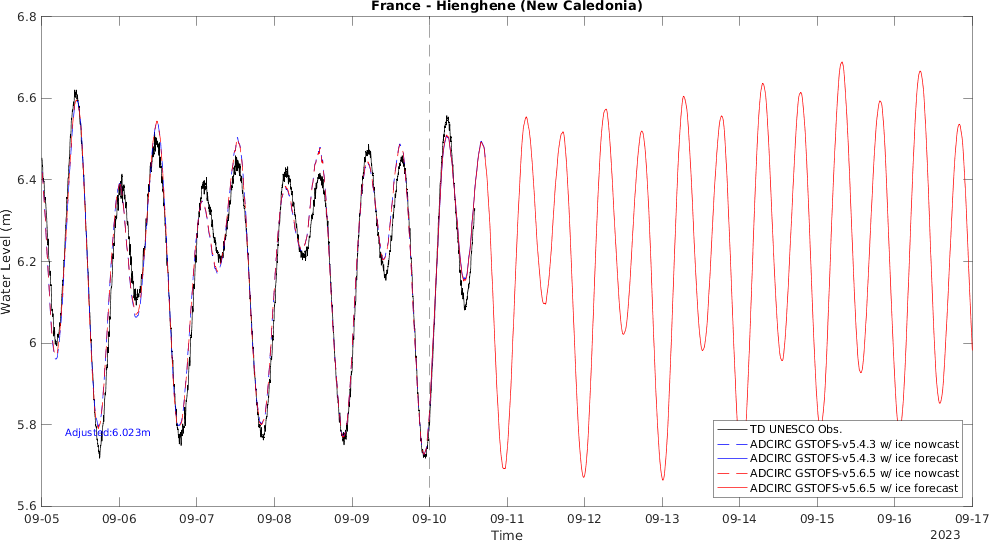 France - Hienghene (New Caledonia)
Water Level (m)
6.8
6.6
6.4
6.2
6
5.8
5.6
Adjusted:6.023m
TD UNESCO Obs.
ADCIRC GSTOFS-v5.4.3 w/ ice nowcast
ADCIRC GSTOFS-v5.4.3 w/ ice forecast
ADCIRC GSTOFS-v5.6.5 w/ ice nowcast
ADCIRC GSTOFS-v5.6.5 w/ ice forecast
09-05 09-06 09-07 09-08 09-09 09-10 09-11 09-12 09-13 09-14 09-15 09-16 09-17
Time
2023